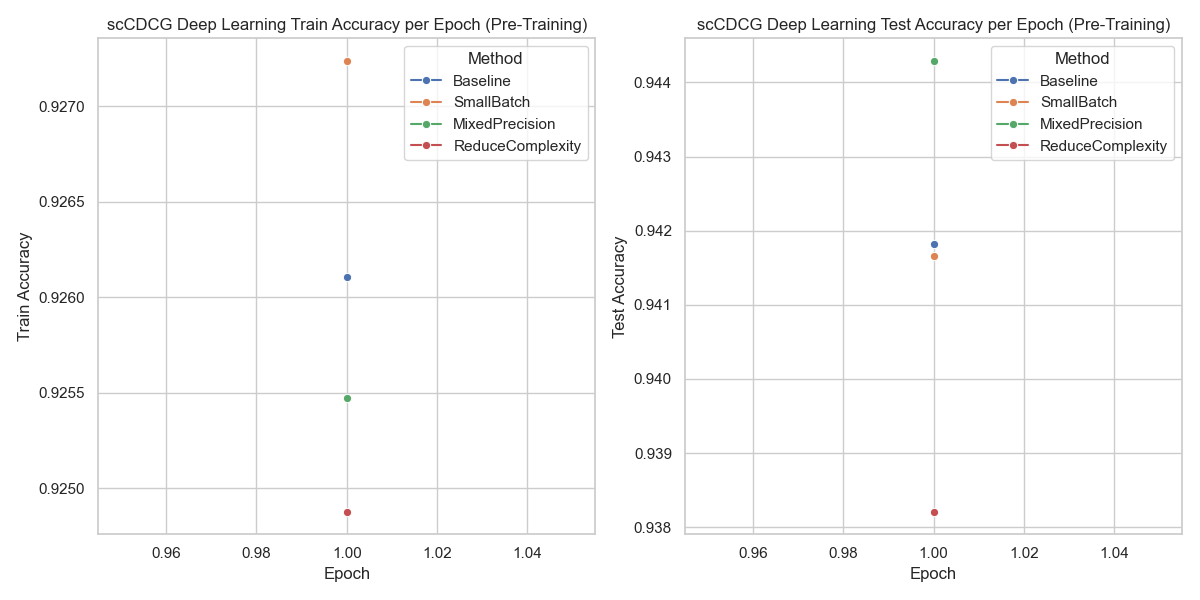 scCDCG Deep Learning Train Accuracy per Epoch (Pre-Training)
Method
Baseline
SmallBatch
MixedPrecision
ReduceComplexity
0.9270
0.9265
0.9260
0.9255
0.9250
Train Accuracy
0.96 0.98 1.00 1.02 1.04
Epoch
scCDCG Deep Learning Test Accuracy per Epoch (Pre-Training)
Method
Baseline
SmallBatch
MixedPrecision
ReduceComplexity
0.944
0.943
0.942
0.941
0.940
0.939
0.938
Test Accuracy
0.96 0.98 1.00 1.02 1.04
Epoch